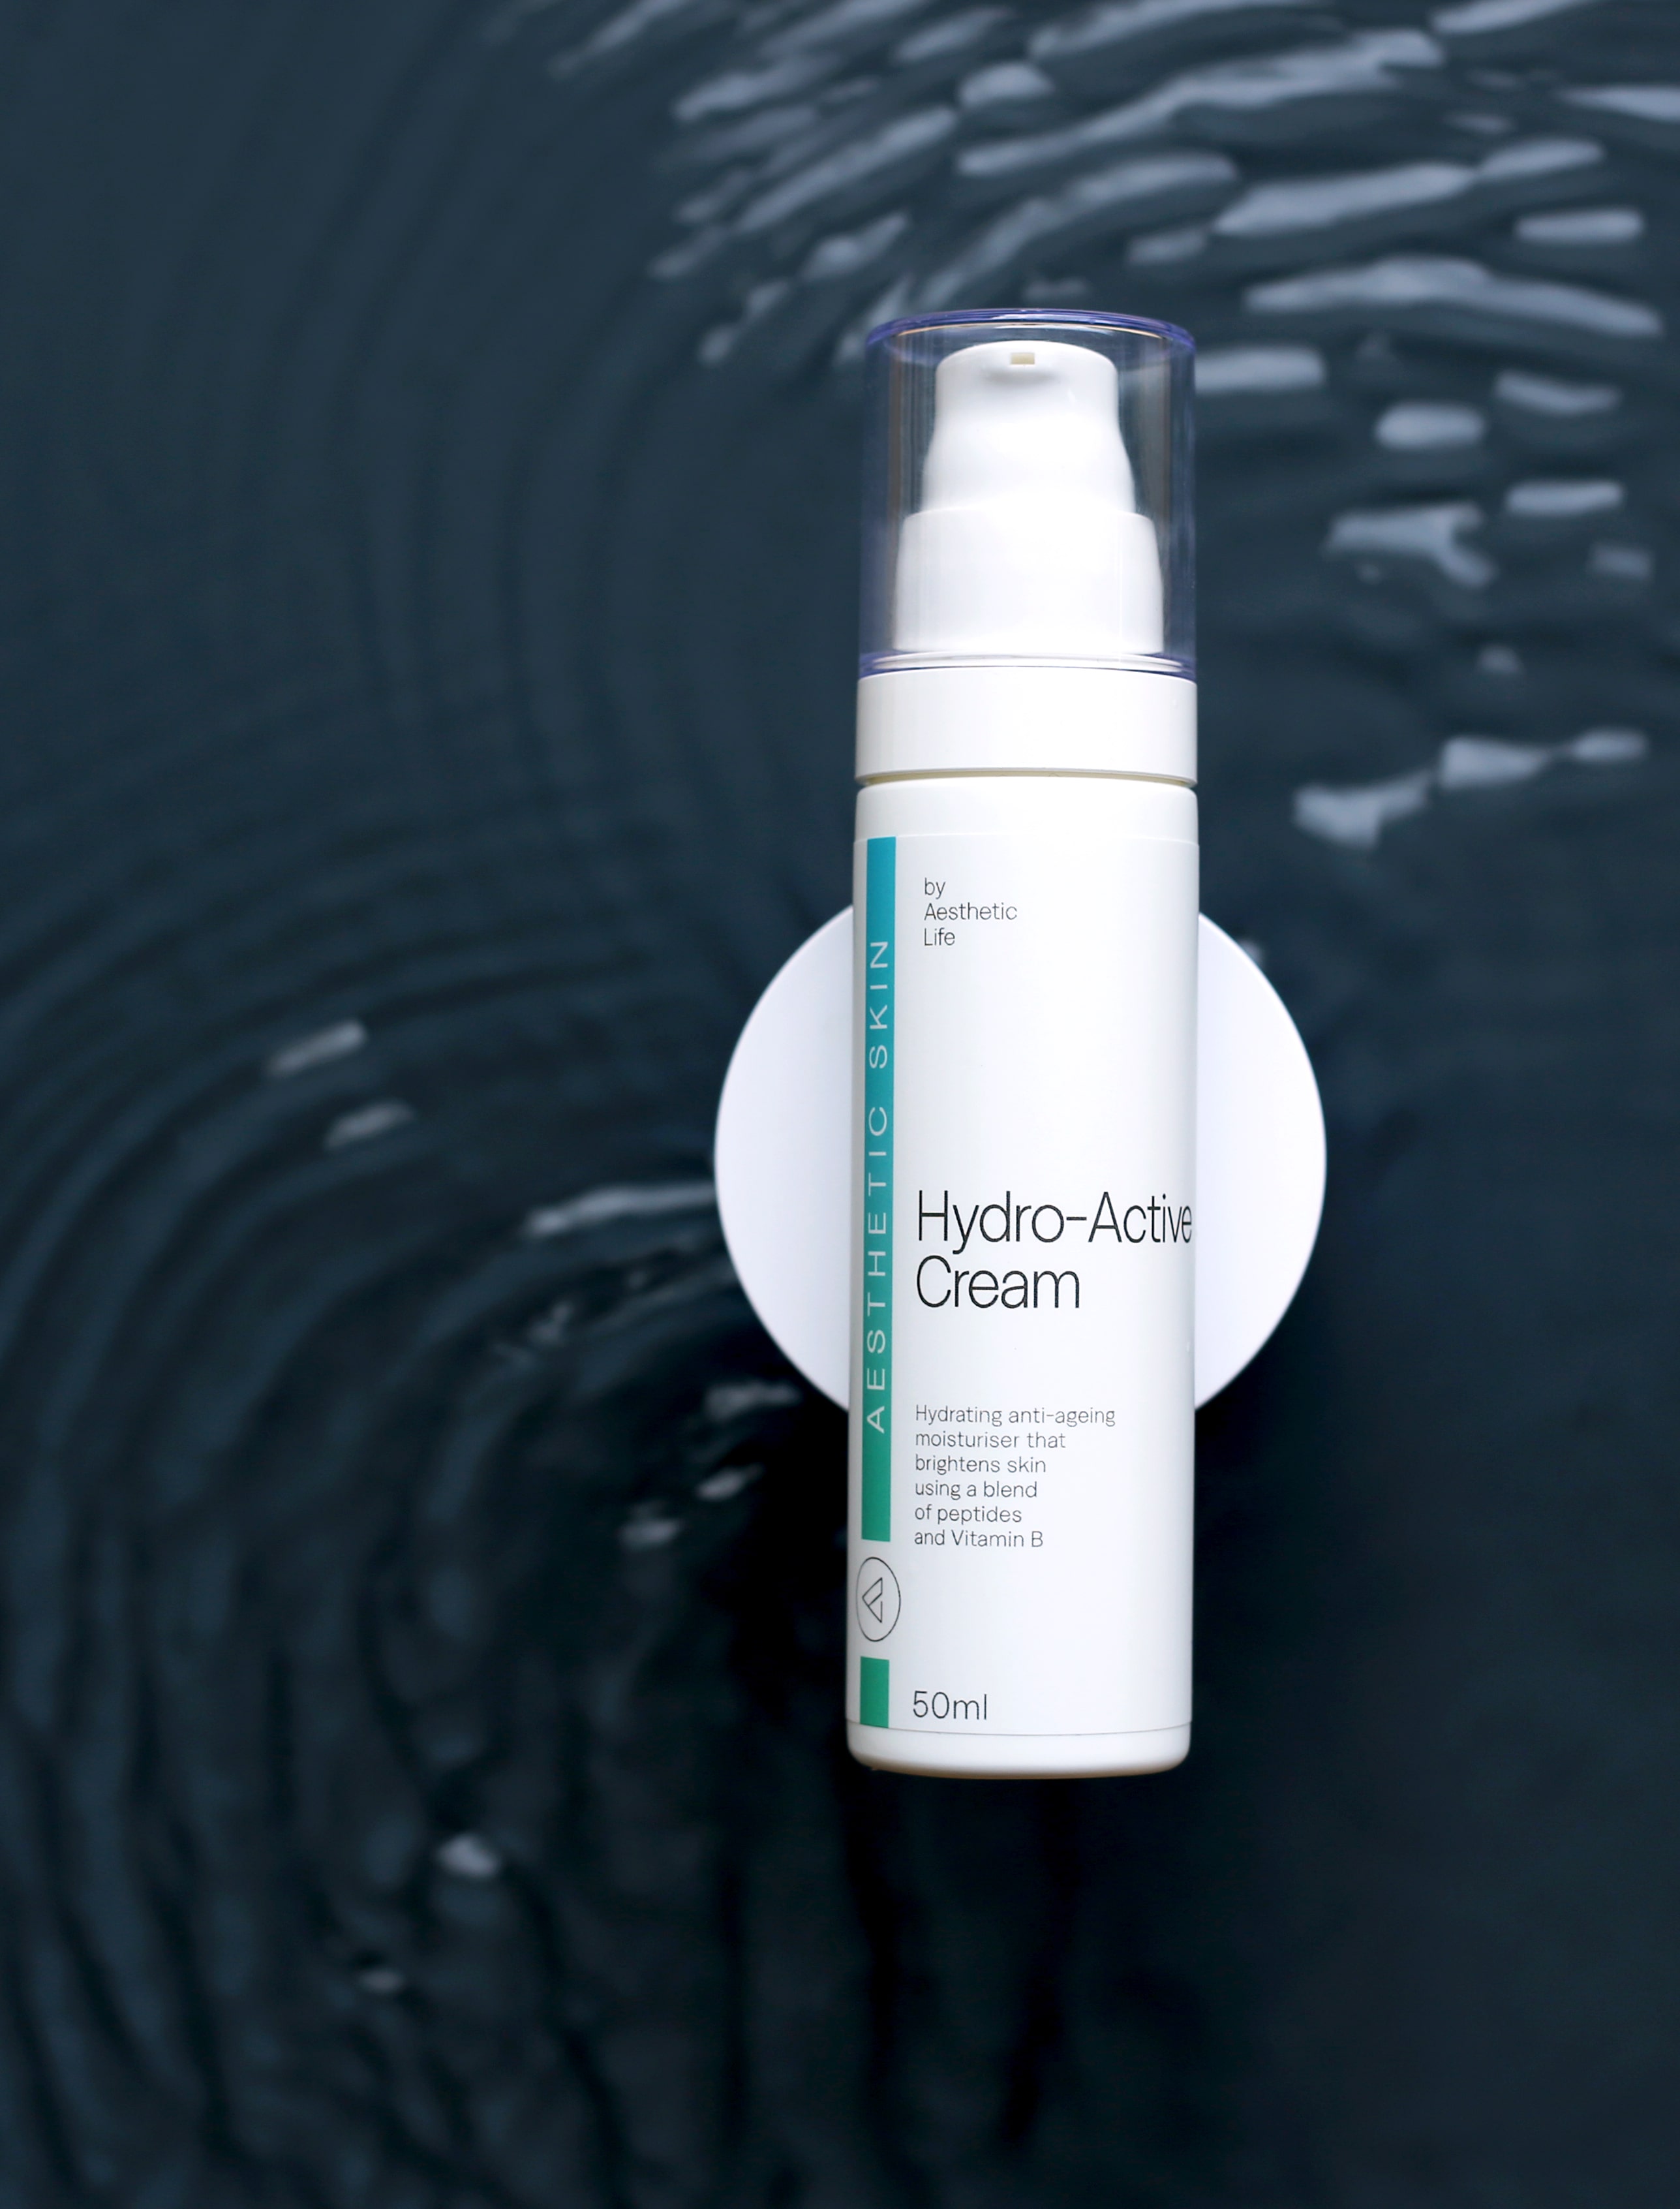 by
Aesthetic
Life
AESTHETIC SKIN
Hydro-Active
Cream
Hydrating anti-ageing
moisturiser that
brightens skin
using a blend
of peptides
and Vitamin B
50ml